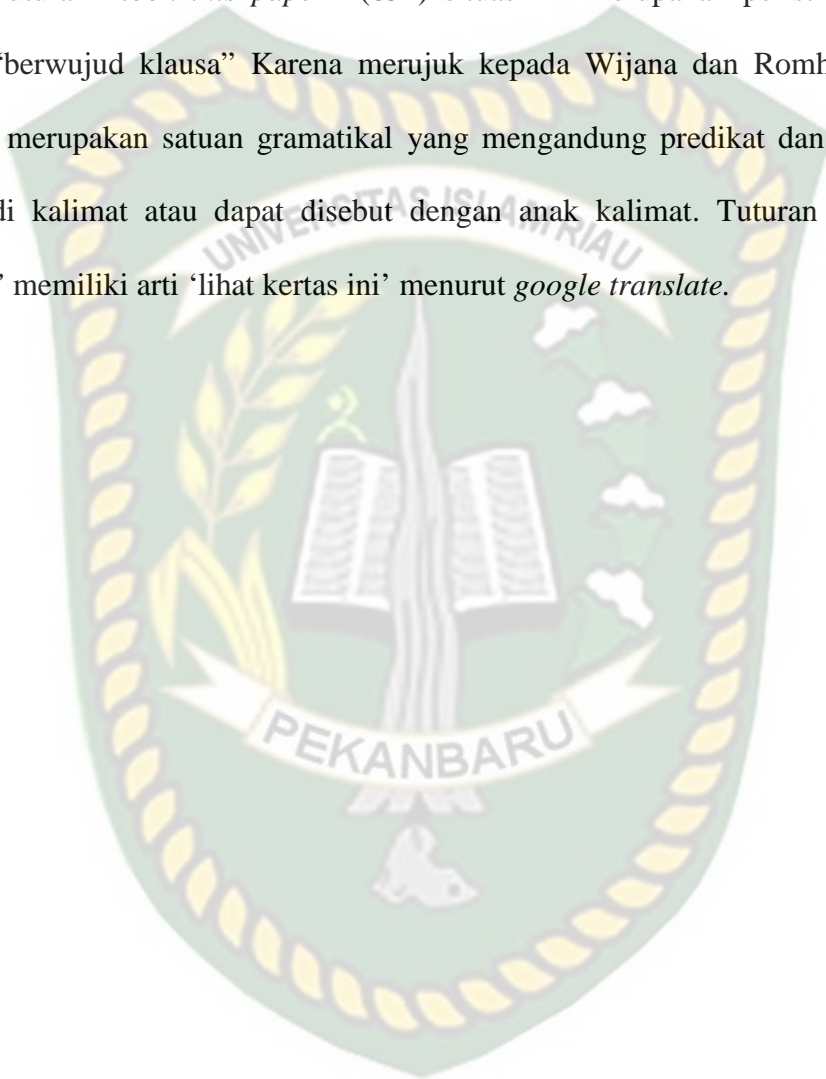 "berwujud klausa" Karena merujuk kepada Wijana dan Romh
merupakan satuan gramatikal yang mengandung predikat dan
di kalimat atau dapat disebut dengan anak kalimat. Tuturan
memiliki arti 'lihat kertas ini' menurut google translate.
UNIVERSITAS ISLAM RIAU
PEKANBARU